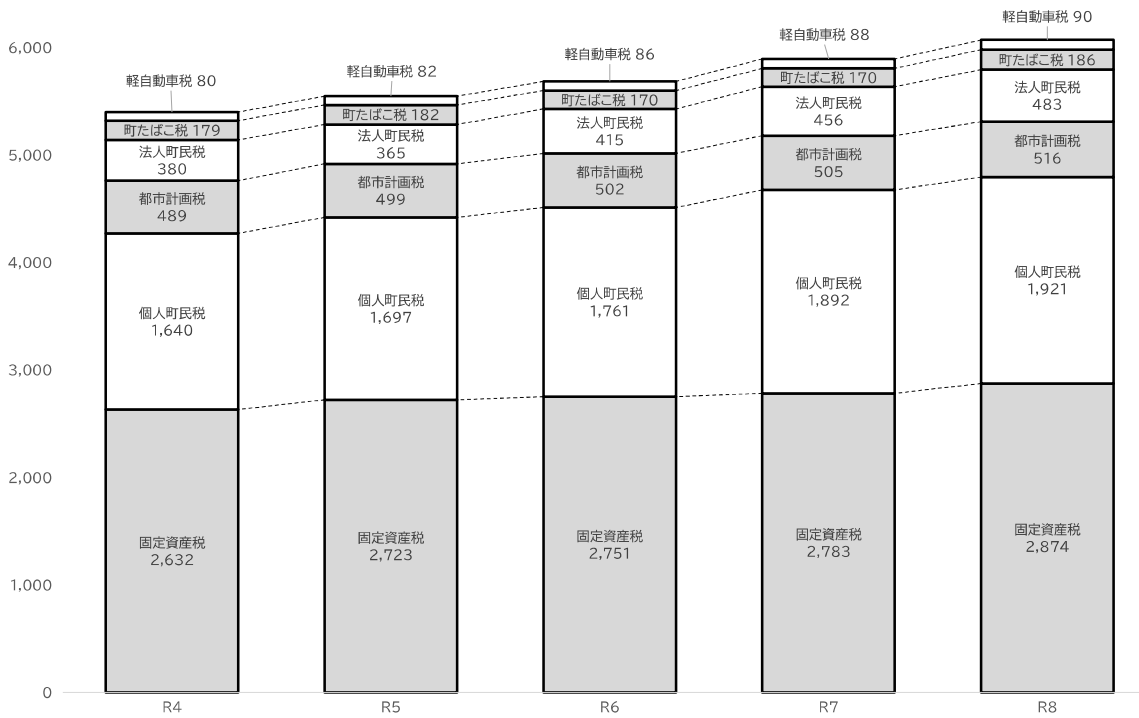 6,000
5,000
4,000
3,000
2,000
1,000
0
軽自動車税 80
町たばこ税 179
法人町民税
380
都市計画税
489
個人町民税
1,640
固定資産税
2,632
R4
軽自動車税 82
町たばこ税 182
法人町民税
365
都市計画税
499
個人町民税
1,697
固定資産税
2,723
R5
軽自動車税 86
町たばこ税 170
法人町民税
415
都市計画税
502
個人町民税
1,761
固定資産税
2,751
R6
軽自動車税 88
町たばこ税 170
法人町民税
456
都市計画税
505
個人町民税
1,892
固定資産税
2,783
R7
軽自動車税 90
町たばこ税 186
法人町民税
483
都市計画税
516
個人町民税
1,921
固定資産税
2,874
R8